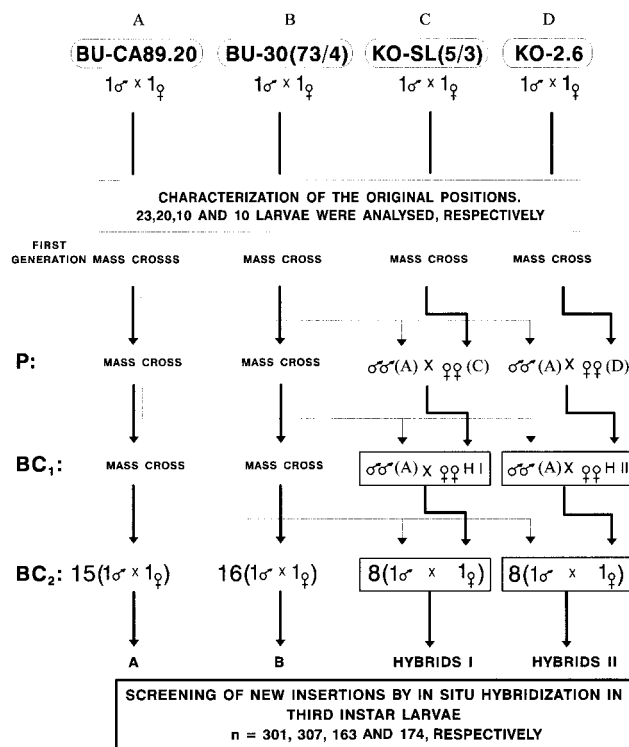 A B C D
BU-CA89.20 BU-30(73/4) KO-SL(5/3) KO-2.6
1♂ × 1♀ 1♂ × 1♀ 1♂ × 1♀ 1♂ × 1♀
CHARACTERIZATION OF THE ORIGINAL POSITIONS.
23,20,10 AND 10 LARVAE WERE ANALYSED, RESPECTIVELY
FIRST
GENERATION MASS CROSSS MASS CROSS MASS CROSS MASS CROSS
P: MASS CROSS MASS CROSS ♂♂(A) X ♀♀(C) ♂♂(A) X ♀♀(D)
BC1: MASS CROSS MASS CROSS ♂♂(A) X ♀♀ H I ♂♂(A) X ♀♀ H II
BC2: 15(1♂ × 1♀) 16(1♂ × 1♀) 8(1♂ × 1♀) 8(1♂ × 1♀)
A B HYBRIDS I HYBRIDS II
SCREENING OF NEW INSERTIONS BY IN SITU HYBRIDIZATION IN
THIRD INSTAR LARVAE
n = 301, 307, 163 AND 174, RESPECTIVELY